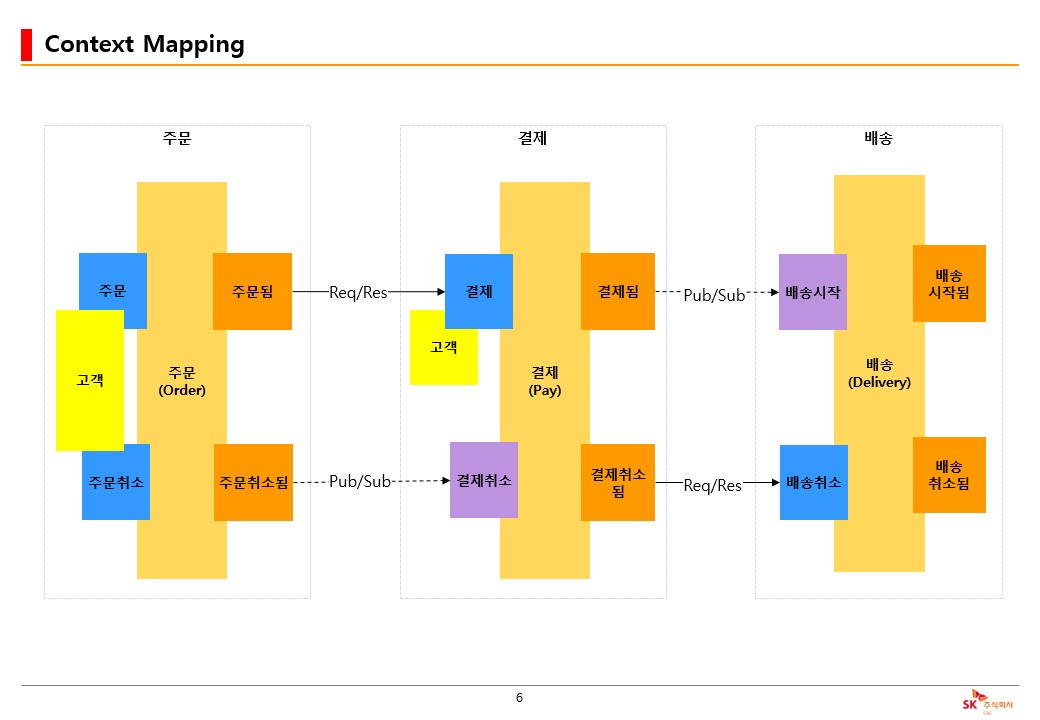 Context Mapping
주문
결제
배송
주문
주문됨
Req/Res
결제
결제됨
Pub/Sub
배송시작
배송
시작됨
고객
고객
주문
(Order)
결제
(Pay)
배송
(Delivery)
주문취소
주문취소됨
Pub/Sub
결제취소
결제취소
됨
Req/Res
배송취소
배송
취소됨
6
SK 주식회사
C&C